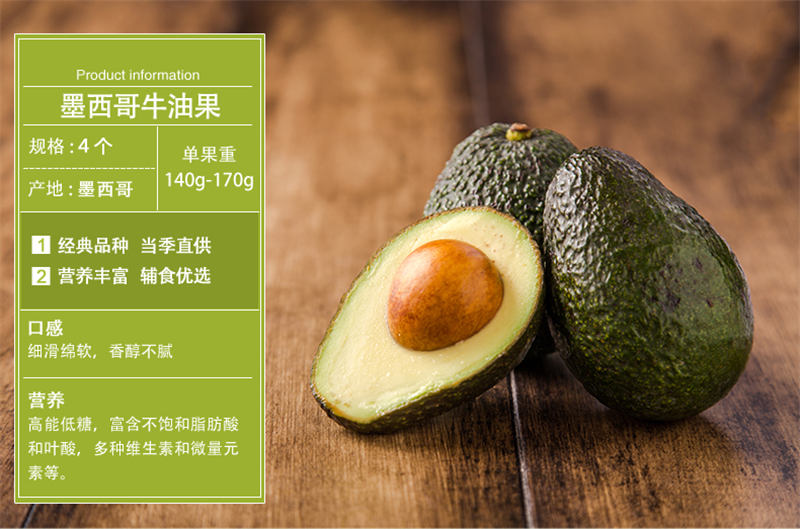 Product information
墨西哥牛油果
规格 : 4 个
产地 : 墨西哥
单果重
140g-170g
1 经典品种 当季直供
2 营养丰富 辅食优选
口感
细滑绵软，香醇不腻
营养
高能低糖，富含不饱和脂肪酸
和叶酸，多种维生素和微量元
素等。